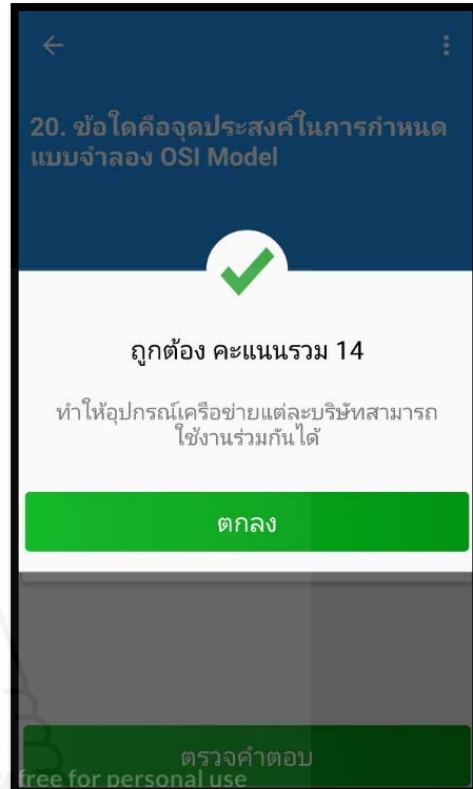 20. ข้อใดคือจุดประสงค์ในการกำหนด
แบบจำลอง OSI Model
ถูกต้อง คะแนนรวม 14
ทำให้อุปกรณ์เครือข่ายแต่ละบริษัทสามารถ
ใช้งานร่วมกันได้
ตกลง
ตรวจคำตอบ
free for personal use